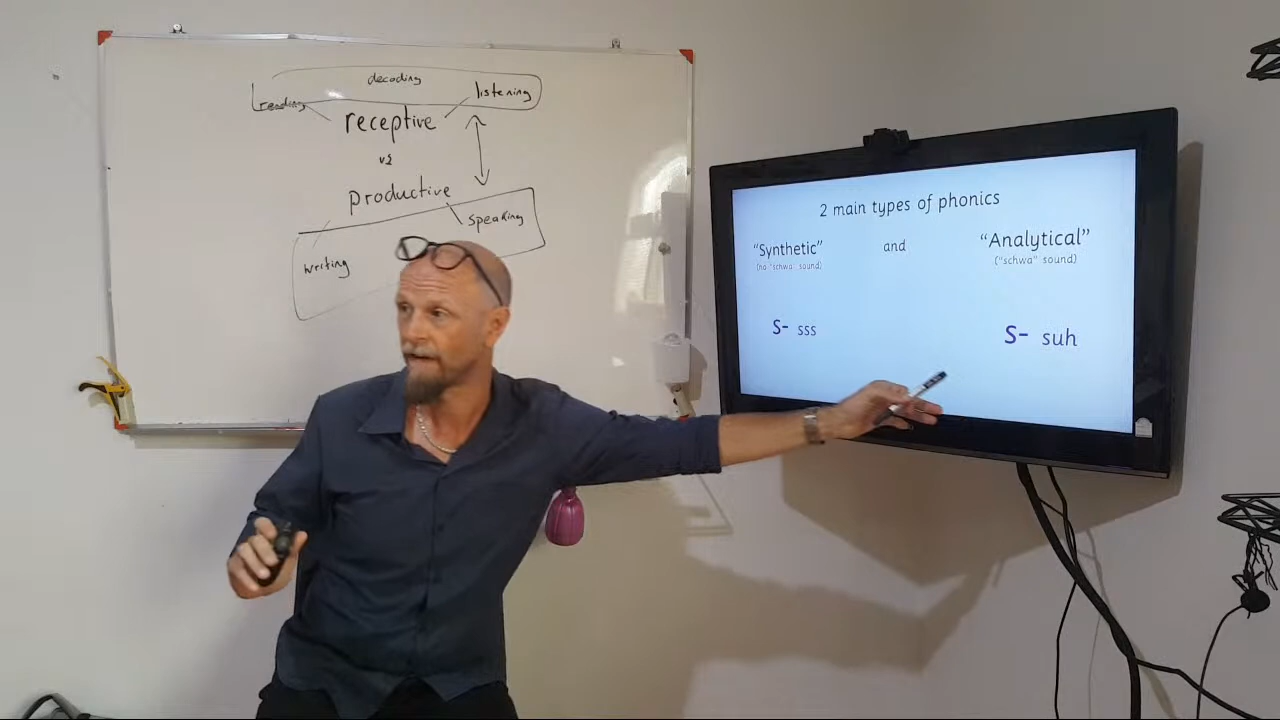 decoding
reading
listening
receptive
vs
productive
speaking
writing
2 main types of phonics
"Synthetic" and "Analytical"
(no "schwa" sound) ("schwa" sound)
S- sss S- suh